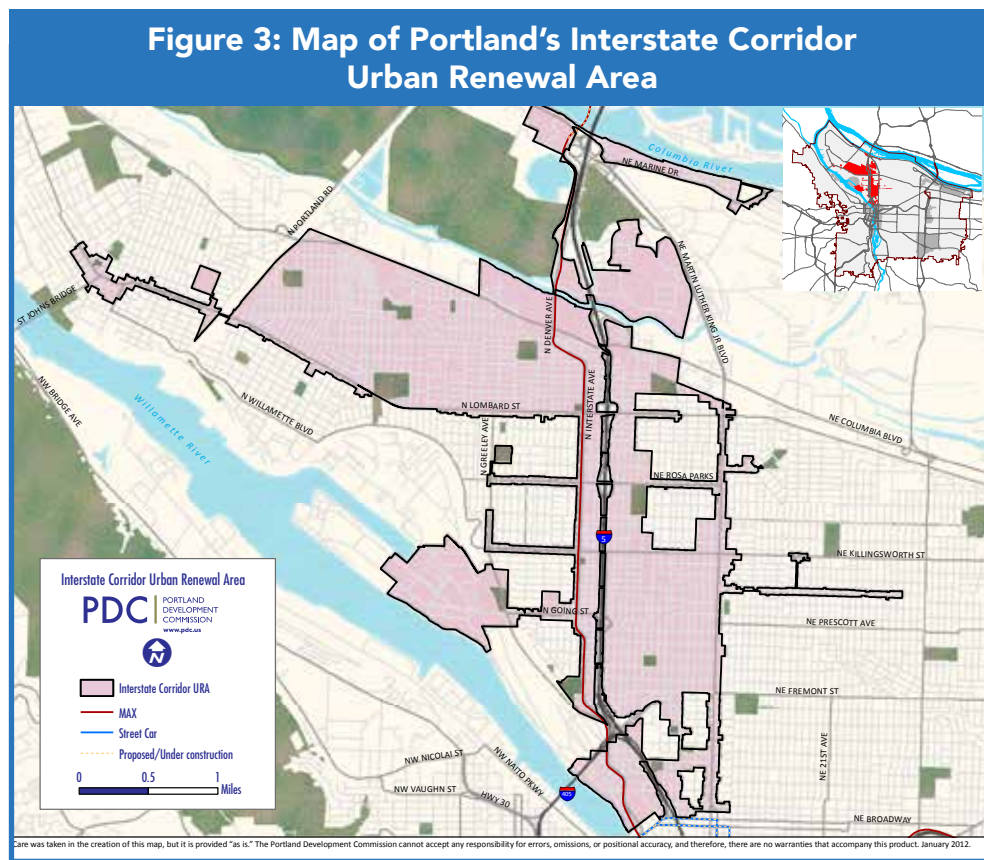 Figure 3: Map of Portland's Interstate Corridor
Urban Renewal Area
Columbia River
NE MARINE DR
N PORTLAND RD
NE MARTIN LUTHER KING JR BLVD
ST JOHNS BRIDGE
N DENVER AVE
NW BRIDGE AVE
Willamette River
N WILLAMETTE BLVD
N LOMBARD ST
N INTERSTATE AVE
NE COLUMBIA BLVD
N GREELEY AVE
NE ROSA PARKS
5
NE KILLINGSWORTH ST
N GOING ST
NE PRESCOTT AVE
NE FREMONT ST
NE 21ST AVE
NW NICOLAI ST
NW NAITO PKWY
NW VAUGHN ST
HWY 30
405
NE BROADWAY
Interstate Corridor Urban Renewal Area
PDC
PORTLAND
DEVELOPMENT
COMMISSION
www.pdc.us
N
Interstate Corridor URA
MAX
Street Car
Proposed/Under construction
0 0.5 1
Miles
Care was taken in the creation of this map, but it is provided "as is." The Portland Development Commission cannot accept any responsibility for errors, omissions, or positional accuracy, and therefore, there are no warranties that accompany this product. January 2012.